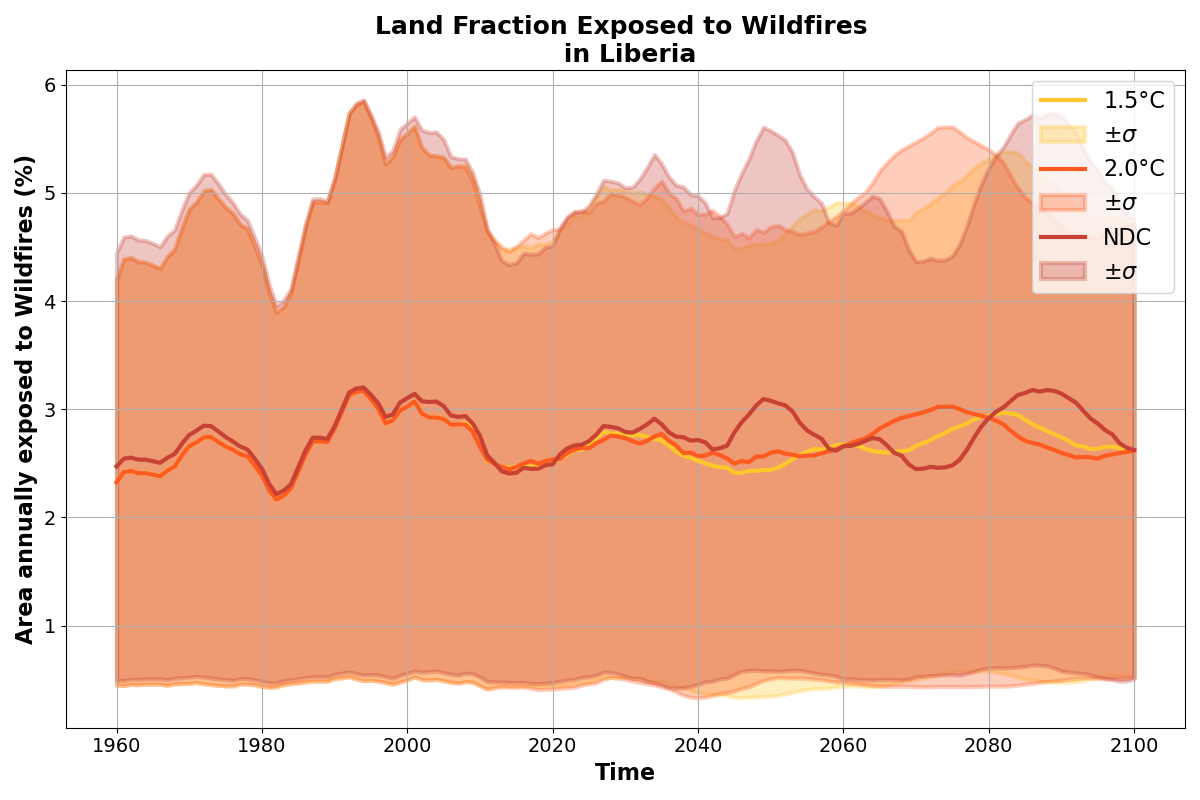 Land Fraction Exposed to Wildfires
in Liberia
Area annually exposed to Wildfires (%)
6
5
4
3
2
1
1960
1980
2000
2020
2040
2060
2080
2100
Time
1.5°C
±σ
2.0°C
±σ
NDC
±σ